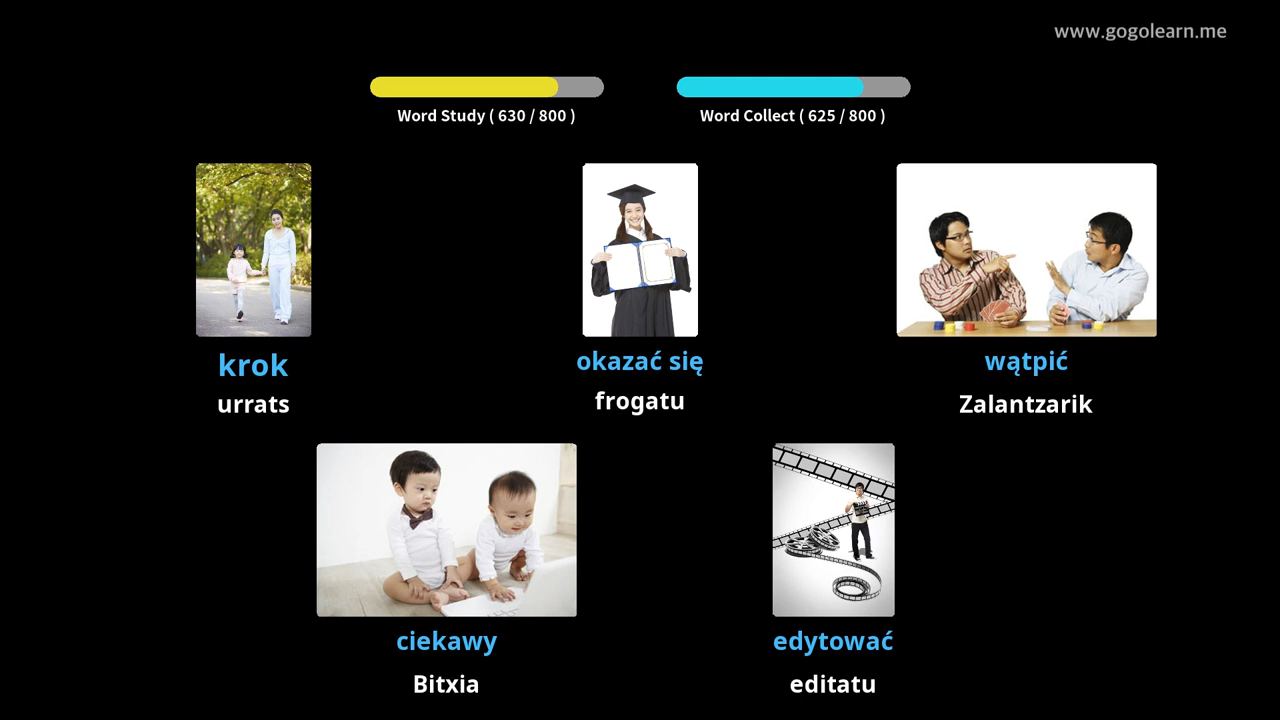 www.gogolearn.me
Word Study ( 630 / 800 )
Word Collect ( 625 / 800 )
krok
urrats
okazać się
frogatu
wątpić
Zalantzarik
ciekawy
Bitxia
edytować
editatu